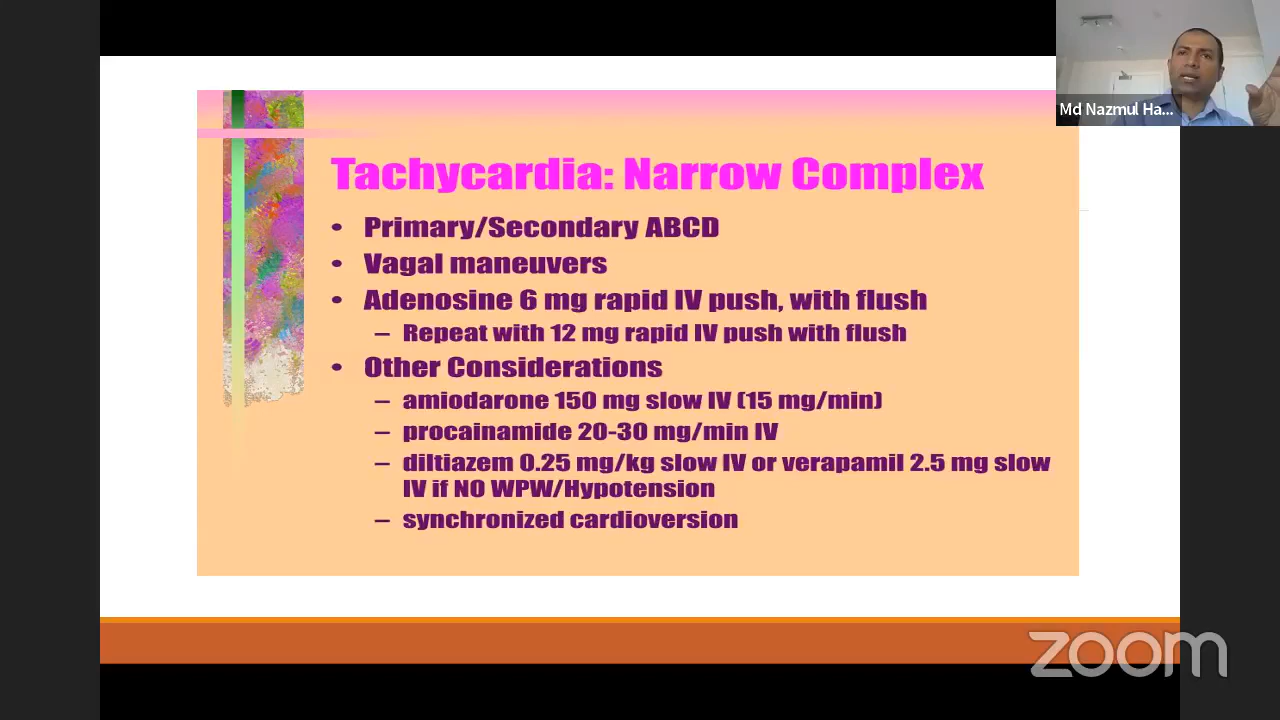 Md Nazmul Ha...
Tachycardia: Narrow Complex
• Primary/Secondary ABCD
• Vagal maneuvers
• Adenosine 6 mg rapid IV push, with flush
– Repeat with 12 mg rapid IV push with flush
• Other Considerations
– amiodarone 150 mg slow IV (15 mg/min)
– procainamide 20-30 mg/min IV
– diltiazem 0.25 mg/kg slow IV or verapamil 2.5 mg slow
IV if NO WPW/Hypotension
– synchronized cardioversion
zoom